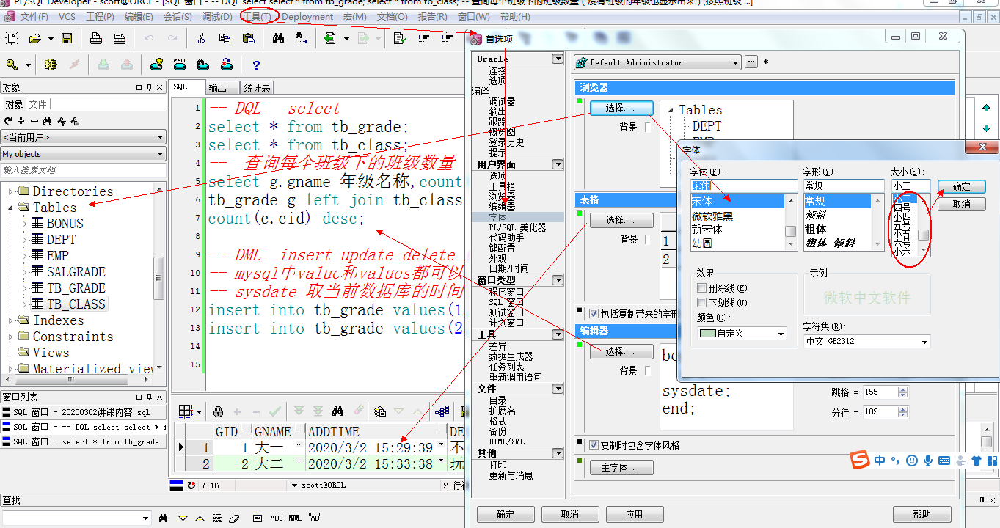 PL/SQL Developer - scott@ORCL - [SQL 窗口 - -- DQL select select * from tb_grade; select * from tb_class; -- 查询每个班级下的班级数量 (没有班级的年级也显示出来),按照班级 ...]
文件(F) VCS 工程(P) 编辑(E) 会话(S) 调试(D) 工具(T) Deployment 宏(M) 文档(O) 报告(R) 窗口(W) 帮助(H)
对象
对象 文件
<当前用户>
My objects
输入搜索文档
Directories
Tables
BONUS
DEPT
EMP
SALGRADE
TB_GRADE
TB_CLASS
Indexes
Constraints
Views
Materialized view
窗口列表
SQL 窗口 - 20200302讲课内容.sql
SQL 窗口 - -- DQL select select * f
SQL 窗口 - select * from tb_grade;
查找
ABC
"AB"
SQL 输出 统计表
1 -- DQL select
2 select * from tb_grade;
3 select * from tb_class;
4 -- 查询每个班级下的班级数量
5 select g.gname 年级名称,count
6 tb_grade g left join tb_class
7 count(c.cid) desc;
8
9 -- DML insert update delete
10 -- mysql中value和values都可以
11 -- sysdate 取当前数据库的时间
12 insert into tb_grade values(1,
13 insert into tb_grade values(2,
14
15
GID GNAME ADDTIME DE
1 1 大一 2020/3/2 15:29:39 不
2 2 大二 2020/3/2 15:33:38 玩
7:16 scott@ORCL 2 行
首选项
Oracle
连接
选项
编译
调试器
输出
跟踪
概览图
登录历史
提示
用户界面
选项
工具栏
浏览器
编辑器
字体
PL/SQL 美化器
代码助手
键配置
外观
日期/时间
窗口类型
程序窗口
SQL 窗口
测试窗口
计划窗口
工具
差异
数据生成器
任务列表
重新调用语句
文件
目录
扩展名
格式
备份
HTML/XML
其他
打印
更新与消息
Default Administrator
... *
浏览器
选择...
背景
Tables
DEPT
EMP
表格
选择...
背景
1
2
包括复制带来的字形
编辑器
选择...
背景
be
sysdate;
end;
复制时包含字体风格
主字体...
确定 取消 应用 帮助
字体
字体(F): 字形(Y): 大小(S):
宋体 常规 小三
宋体
微软雅黑
新宋体
幼圆
常规
倾斜
粗体
粗体 倾斜
小三
四号
小四
五号
小五
六号
小六
确定
取消
效果
删除线(K)
下划线(U)
颜色(C):
自定义
示例
微软中文软件
字符集(R):
中文 GB2312
跳格 = 155
分行 = 182
S 中